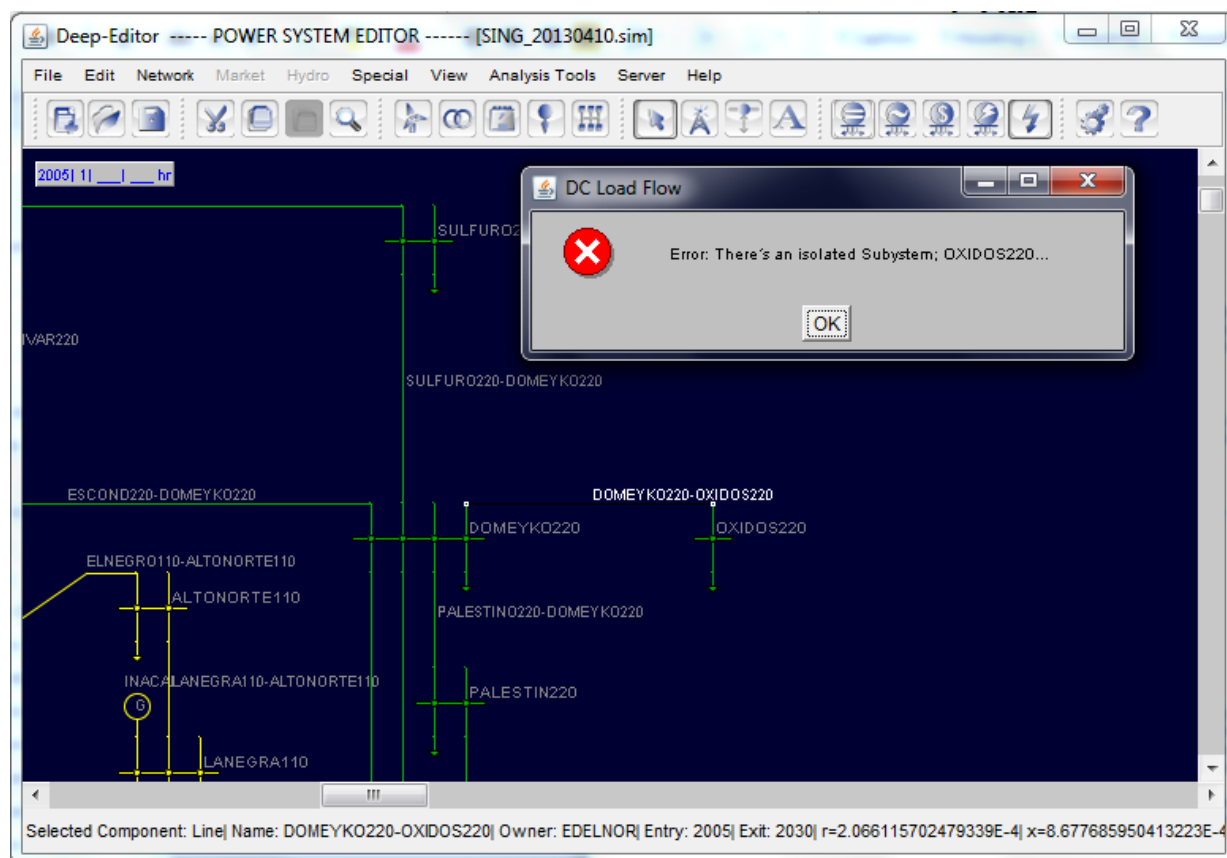 Deep-Editor ----- POWER SYSTEM EDITOR ------ [SING_20130410.sim]
File Edit Network Market Hydro Special View Analysis Tools Server Help
2005| 1| ___| ___ hr
DC Load Flow
Error: There´s an isolated Subystem; OXIDOS220...
OK
SULFURO2
IVAR220
SULFURO220-DOMEYKO220
ESCOND220-DOMEYKO220
DOMEYKO220-OXIDOS220
DOMEYKO220
OXIDOS220
ELNEGRO110-ALTONORTE110
ALTONORTE110
PALESTINO220-DOMEYKO220
INACALANEGRA110-ALTONORTE110
G
PALESTIN220
LANEGRA110
Selected Component: Line| Name: DOMEYKO220-OXIDOS220| Owner: EDELNOR| Entry: 2005| Exit: 2030| r=2.066115702479339E-4| x=8.677685950413223E-4